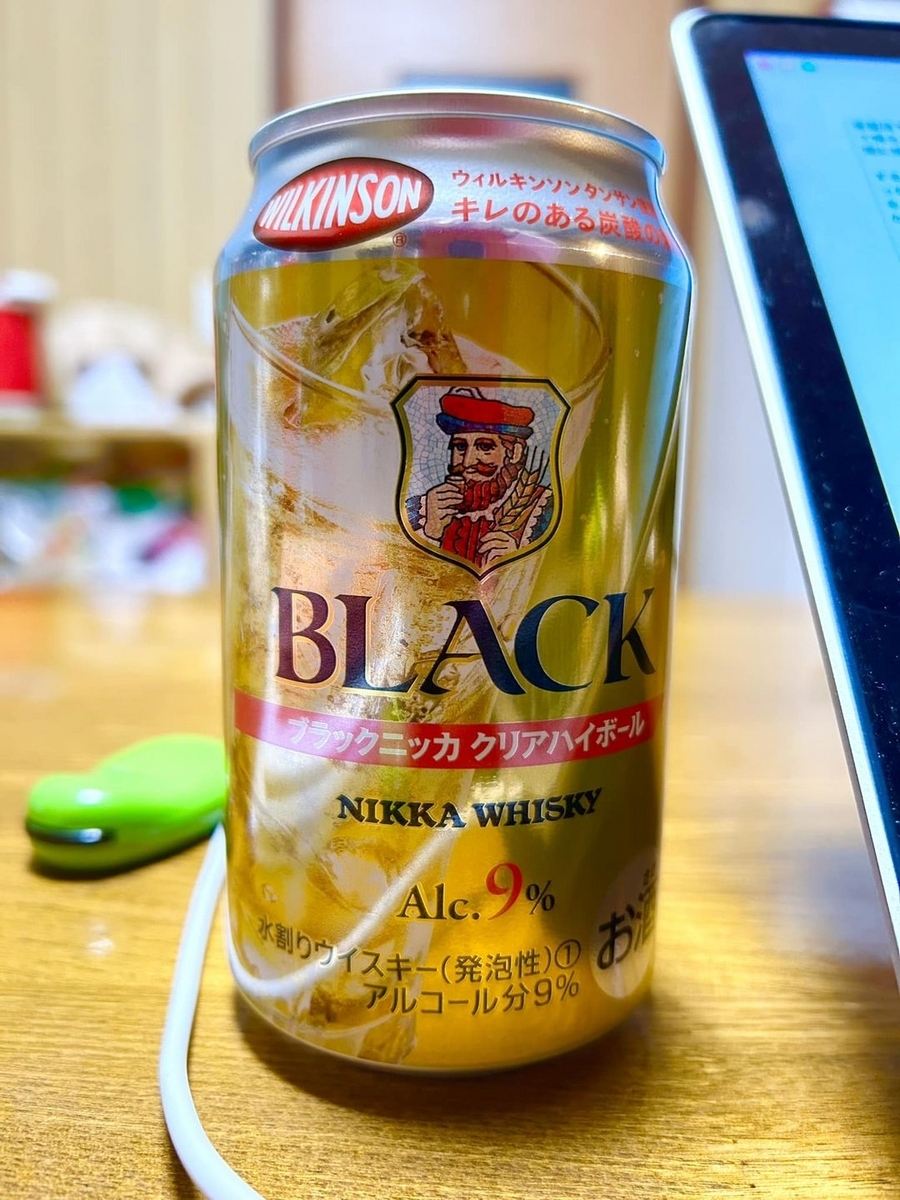 WILKINSON
®
ウィルキンソンタンサン
キレのある炭酸の
BLACK
ブラックニッカ クリアハイボール
NIKKA WHISKY
Alc.9%
水割りウイスキー(発泡性)①
アルコール分9%
お酒